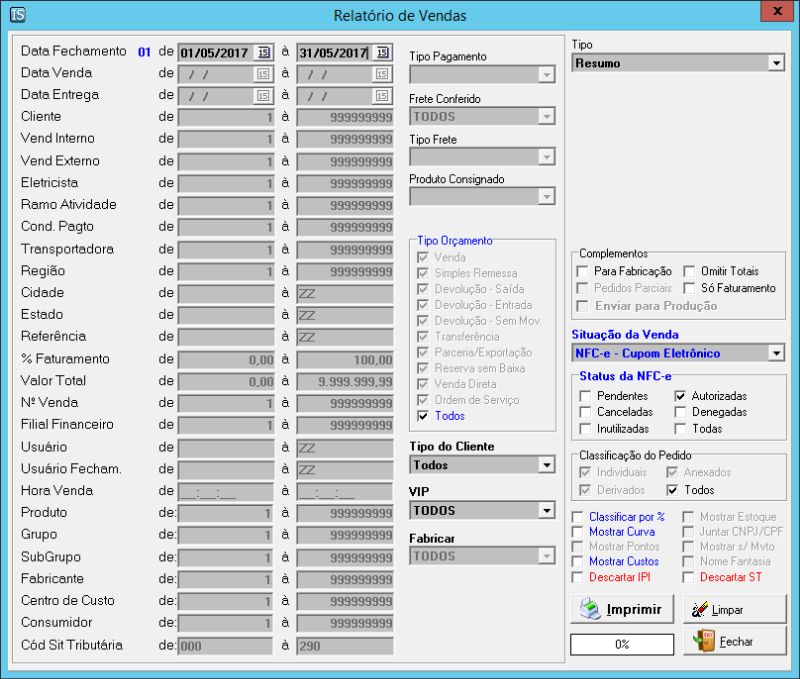 TS Relatório de Vendas X
Data Fechamento 01 de 01/05/2017 15 à 31/05/2017 15
Data Venda de / / 15 à / / 15
Data Entrega de / / 15 à / / 15
Cliente de 1 à 999999999
Vend Interno de 1 à 999999999
Vend Externo de 1 à 999999999
Eletricista de 1 à 999999999
Ramo Atividade de 1 à 999999999
Cond. Pagto de 1 à 999999999
Transportadora de 1 à 999999999
Região de 1 à 999999999
Cidade de à ZZ
Estado de à ZZ
Referência de à ZZ
% Faturamento de 0,00 à 100,00
Valor Total de 0,00 à 9.999.999,99
Nº Venda de 1 à 999999999
Filial Financeiro de 1 à 999999999
Usuário de à ZZ
Usuário Fecham. de à ZZ
Hora Venda de __:__:__ à __:__:__
Produto de: 1 à 999999999
Grupo de: 1 à 999999999
SubGrupo de: 1 à 999999999
Fabricante de: 1 à 999999999
Centro de Custo de: 1 à 999999999
Consumidor de: 1 à 999999999
Cód Sit Tributária de: 000 à 290
Tipo Pagamento
Frete Conferido
TODOS
Tipo Frete
Produto Consignado
Tipo Orçamento
Venda
Simples Remessa
Devolução - Saída
Devolução - Entrada
Devolução - Sem Mov.
Transferência
Parceria/Exportação
Reserva sem Baixa
Venda Direta
Ordem de Serviço
Todos
Tipo do Cliente
Todos
VIP
TODOS
Fabricar
TODOS
Tipo
Resumo
Complementos
Para Fabricação Omitir Totais
Pedidos Parciais Só Faturamento
Enviar para Produção
Situação da Venda
NFC-e - Cupom Eletrônico
Status da NFC-e
Pendentes Autorizadas
Canceladas Denegadas
Inutilizadas Todas
Classificação do Pedido
Individuais Anexados
Derivados Todos
Classificar por % Mostrar Estoque
Mostrar Curva Juntar CNPJ/CPF
Mostrar Pontos Mostrar s/ Mvto
Mostrar Custos Nome Fantasia
Descartar IPI Descartar ST
Imprimir Limpar
0% Fechar